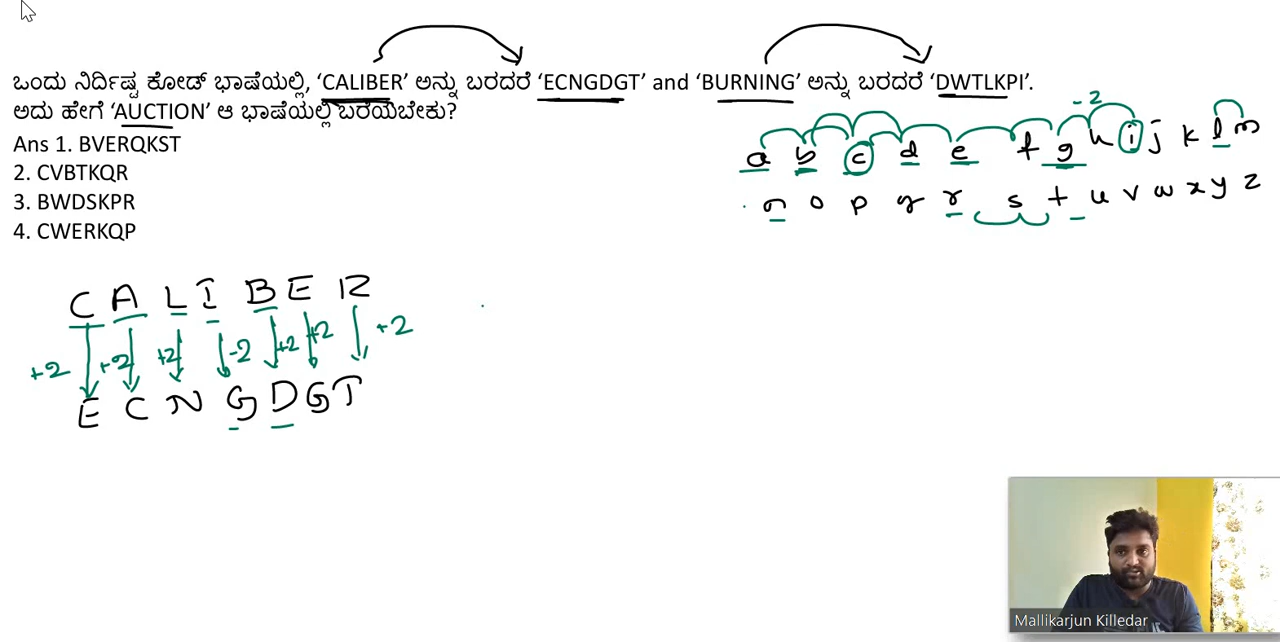 ಒಂದು ನಿರ್ದಿಷ್ಟ ಕೋಡ್ ಭಾಷೆಯಲ್ಲಿ, ‘CALIBER’ ಅನ್ನು ಬರದರೆ ‘ECNGDGT’ and ‘BURNING’ ಅನ್ನು ಬರದರೆ ‘DWTLKPI’.
ಅದು ಹೇಗೆ ‘AUCTION’ ಆ ಭಾಷೆಯಲ್ಲಿ ಬರೆಯಬೇಕು?
Ans 1. BVERQKST
2. CVBTKQR
3. BWDSKPR
4. CWERKQP
-2
a b c d e f g h i j k l m
n o p q r s t u v w x y z
C A L I B E R
+2 +2 +2 -2 +2 +2 +2
E C N G D G T
Mallikarjun Killedar